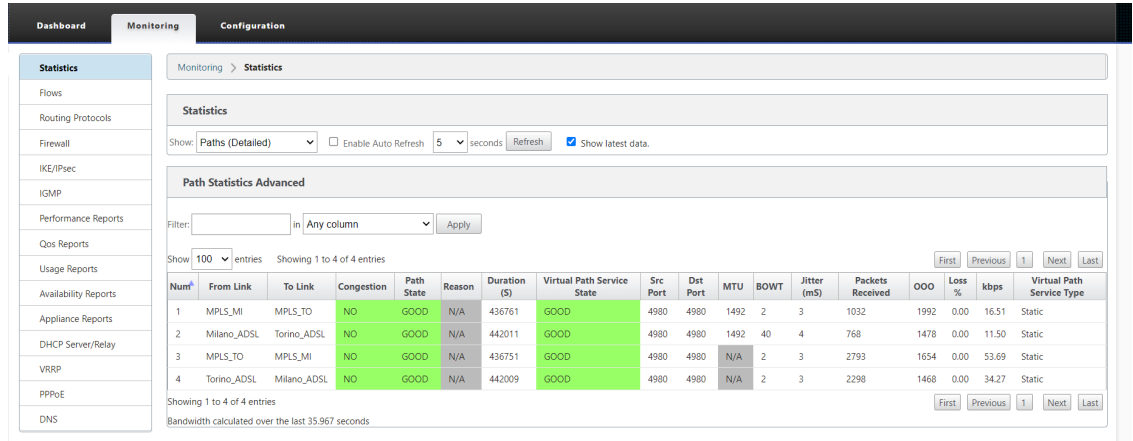 Dashboard Monitoring Configuration
Statistics
Flows
Routing Protocols
Firewall
IKE/IPsec
IGMP
Performance Reports
Qos Reports
Usage Reports
Availability Reports
Appliance Reports
DHCP Server/Relay
VRRP
PPPoE
DNS
Monitoring > Statistics
Statistics
Show: Paths (Detailed) Enable Auto Refresh 5 seconds Refresh Show latest data.
Path Statistics Advanced
Filter: in Any column Apply
Show 100 entries Showing 1 to 4 of 4 entries First Previous 1 Next Last
Num From Link To Link Congestion Path State Reason Duration (S) Virtual Path Service State Src Port Dst Port MTU BOWT Jitter (mS) Packets Received OOO Loss % kbps Virtual Path Service Type
1 MPLS_MI MPLS_TO NO GOOD N/A 436761 GOOD 4980 4980 1492 2 3 1032 1992 0.00 16.51 Static
2 Milano_ADSL Torino_ADSL NO GOOD N/A 442011 GOOD 4980 4980 1492 40 4 768 1478 0.00 11.50 Static
3 MPLS_TO MPLS_MI NO GOOD N/A 436751 GOOD 4980 4980 N/A 2 3 2793 1654 0.00 53.69 Static
4 Torino_ADSL Milano_ADSL NO GOOD N/A 442009 GOOD 4980 4980 N/A 2 3 2298 1468 0.00 34.27 Static
Showing 1 to 4 of 4 entries First Previous 1 Next Last
Bandwidth calculated over the last 35.967 seconds